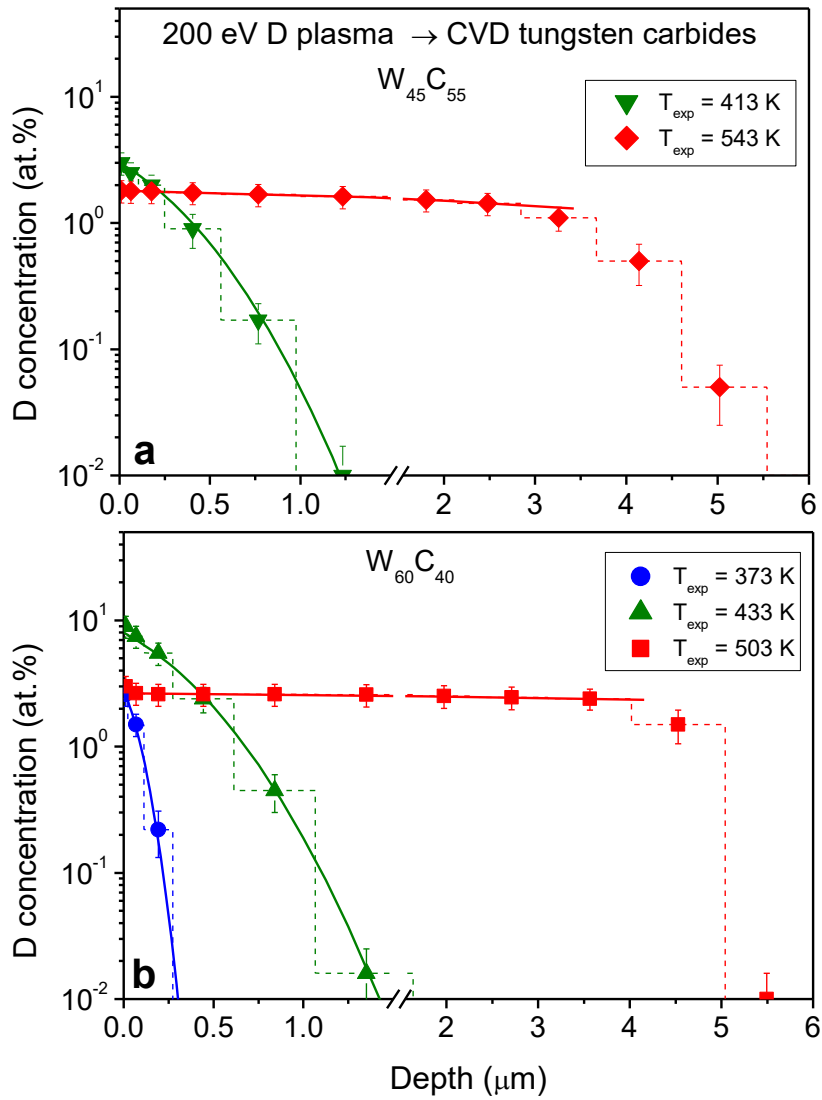 200 eV D plasma → CVD tungsten carbides
W45C55
Texp = 413 K
Texp = 543 K
D concentration (at.%)
10^1
10^0
10^-1
10^-2
a
0.0 0.5 1.0 2 3 4 5 6
W60C40
Texp = 373 K
Texp = 433 K
Texp = 503 K
D concentration (at.%)
10^1
10^0
10^-1
10^-2
b
0.0 0.5 1.0 2 3 4 5 6
Depth (μm)